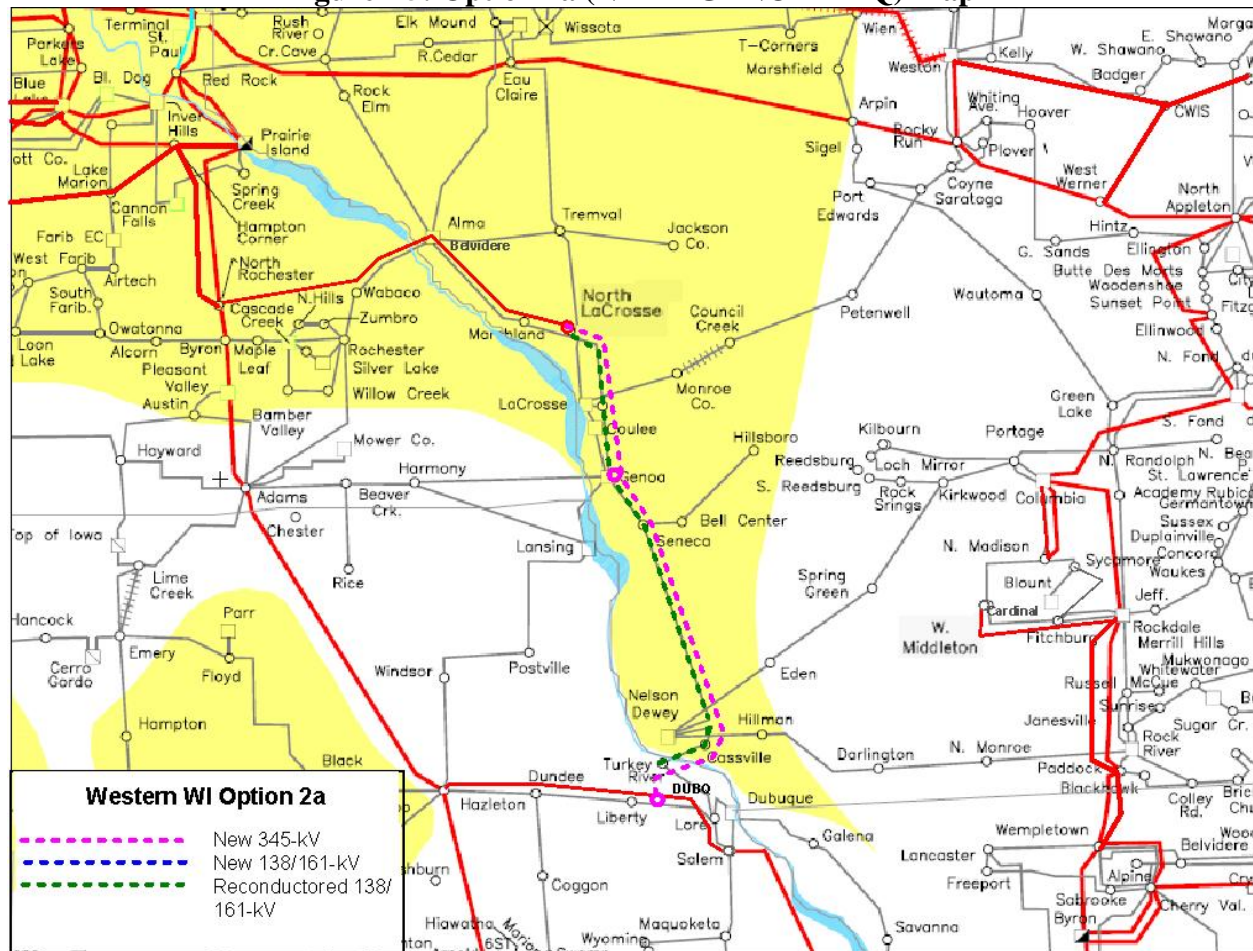 Option
Terminal
St.
Paul
Parkers
Lake
Bl. Dog
Blue
Red Rock
Rush
River
Cr. Cave
Elk Mound
Wissota
R.Cedar
Eau
Claire
Rock
Elm
T-Corners
Marshfield
Wien
Weston
Kelly
W. Shawano
E. Shawano
Badger
CWIS
Arpin
Sigel
Rocky
Run
Whiting
Ave.
Hoover
Plover
Coyne
Saratoga
West
Werner
North
Appleton
Inver
Hills
Prairie
Island
ott Co.
Lake
Marion
Spring
Creek
Cannon
Falls
Hampton
Corner
Farib EC
West Farib
Airtech
South
Farib.
North
Rochester
Alma
Belvidere
Tremval
Jackson
Co.
Port
Edwards
Hintz
G. Sands
Ellington
Butte Des Morts
Woodenshoe
Sunset Point
Ellinwood
Wautoma
Petenwell
N. Fond
Cascade
Creek
N.Hills
Wabaco
Zumbro
Owatanna
Loon
Lake
Alcorn
Byron
Maple
Leaf
Rochester
Silver Lake
Willow Creek
Pleasant
Valley
Austin
Bamber
Valley
Marshland
North
LaCrosse
Council
Creek
Monroe
Co.
LaCrosse
Coulee
Genoa
Hillsboro
Green
Lake
S. Fond
Kilbourn
Portage
Reedsburg
Loch Mirror
S. Reedsburg
Rock
Srings
Kirkwood
Columbia
N. Randolph
St. Lawrence
Academy
Germantown
Sussex
Duplainville
Concord
Waukes
Hayward
Mower Co.
Harmony
Adams
Beaver
Crk.
Chester
Rice
Lansing
Bell Center
Seneca
Top of Iowa
Lime
Creek
Hancock
Cerro
Gordo
Emery
Parr
Floyd
Hampton
Windsor
Postville
Spring
Green
Eden
N. Madison
Sycamore
Blount
Cardinal
Fitchburg
W.
Middleton
Jeff.
Rockdale
Merrill Hills
Mukwonago
Whitewater
Russell
McCue
Sunrise
Sugar Cr.
Janesville
Rock
River
Nelson
Dewey
Hillman
Cassville
Darlington
N. Monroe
Paddock
Blackhawk
Colley
Rd.
Black
Turkey
River
DUBQ
Dubuque
Dundee
Hazleton
Liberty
Lore
Salem
Galena
Wempletown
Belvidere
Lancaster
Freeport
Alpine
Sabrooke
Cherry Val.
Byron
Savanna
Coggon
Maquoketa
Wyoming
Hiawatha
Western WI Option 2a
New 345-kV
New 138/161-kV
Reconductored 138/
161-kV